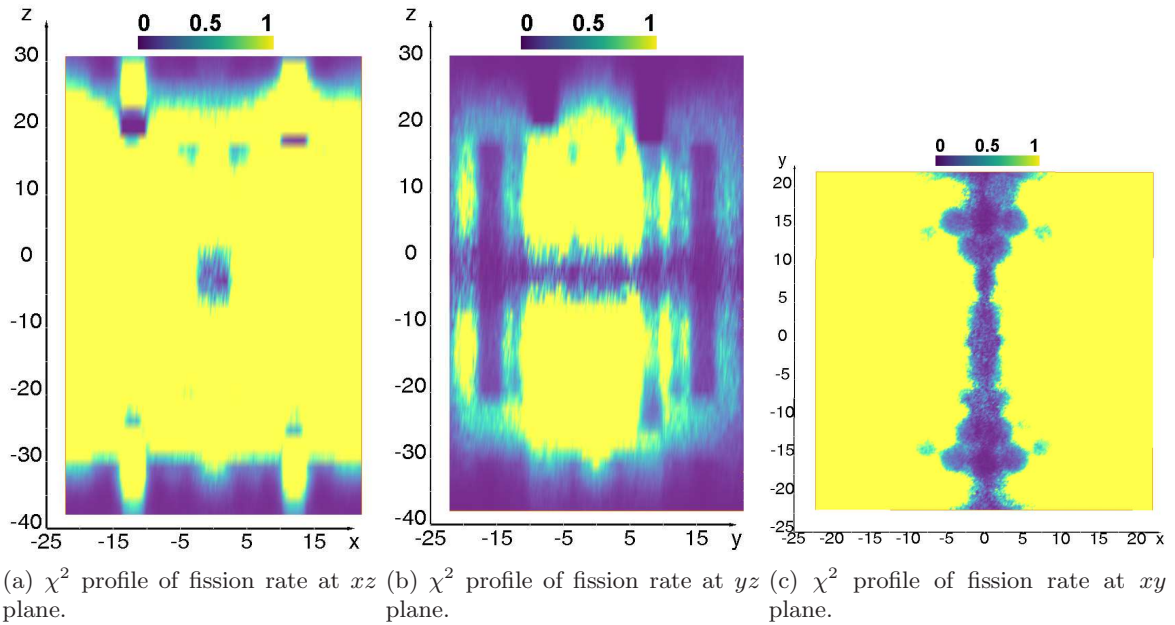 z
0 0.5 1
30
20
10
0
-10
-20
-30
-40
-25 -15 -5 5 15 x
(a) χ² profile of fission rate at xz plane.
z
0 0.5 1
30
20
10
0
-10
-20
-30
-40
-25 -15 -5 5 15 y
(b) χ² profile of fission rate at yz plane.
y
0 0.5 1
20
15
10
5
0
-5
-10
-15
-20
-25
-25 -20 -15 -10 -5 0 5 10 15 20 x
(c) χ² profile of fission rate at xy plane.